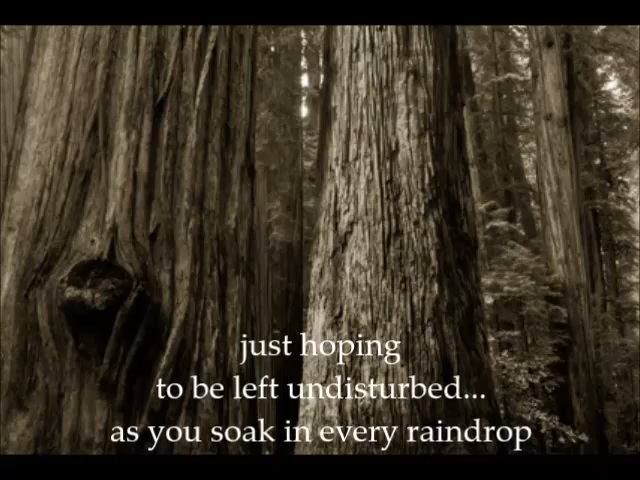 just hoping
to be left undisturbed...
as you soak in every raindrop